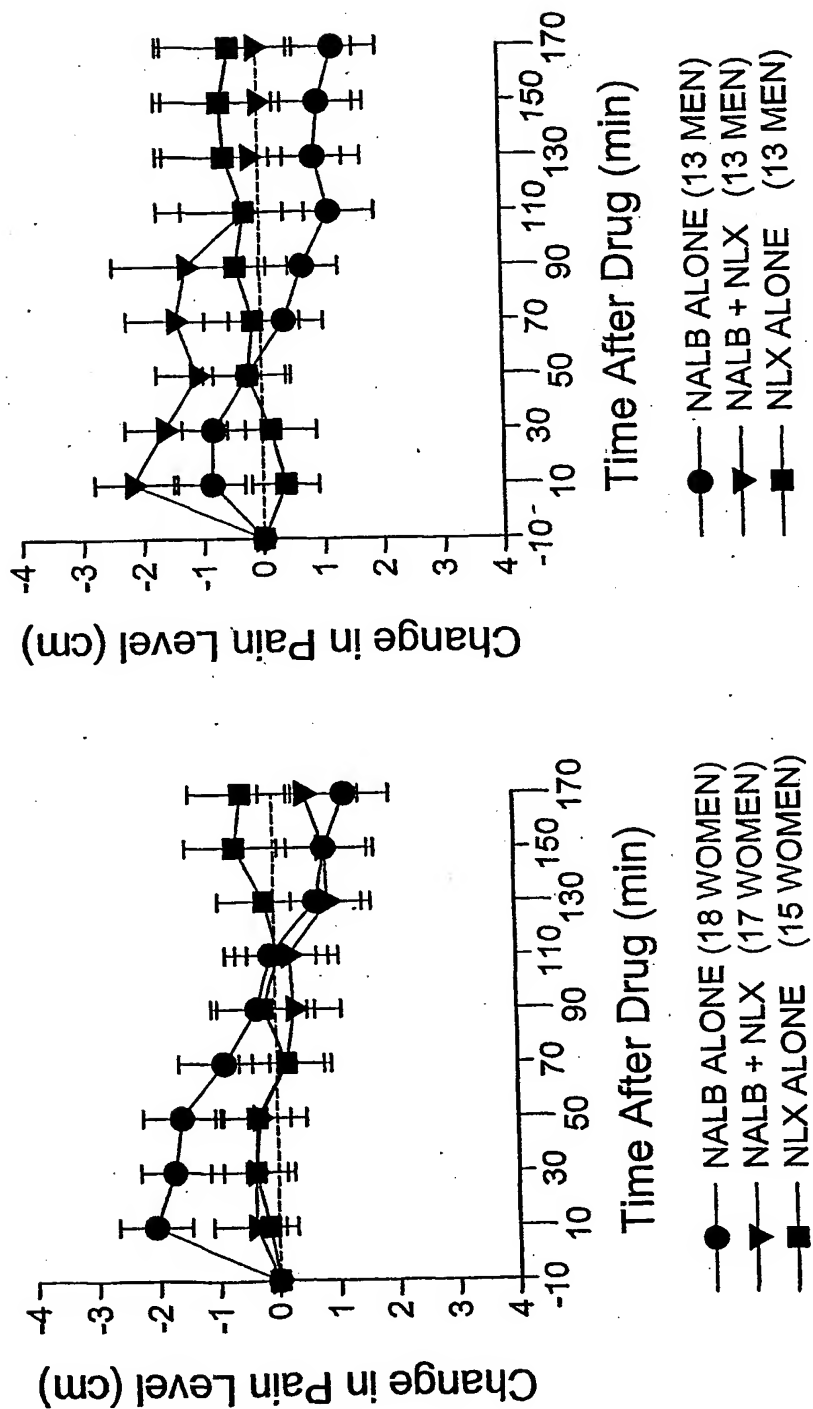 Change in Pain Level (cm)
-4
-3
-2
-1
0
1
2
3
4
-10 10 30 50 70 90 110 130 150 170
Time After Drug (min)
NALB ALONE (18 WOMEN)
NALB + NLX (17 WOMEN)
NLX ALONE (15 WOMEN)
Change in Pain Level (cm)
-4
-3
-2
-1
0
1
2
3
4
-10 10 30 50 70 90 110 130 150 170
Time After Drug (min)
NALB ALONE (13 MEN)
NALB + NLX (13 MEN)
NLX ALONE (13 MEN)